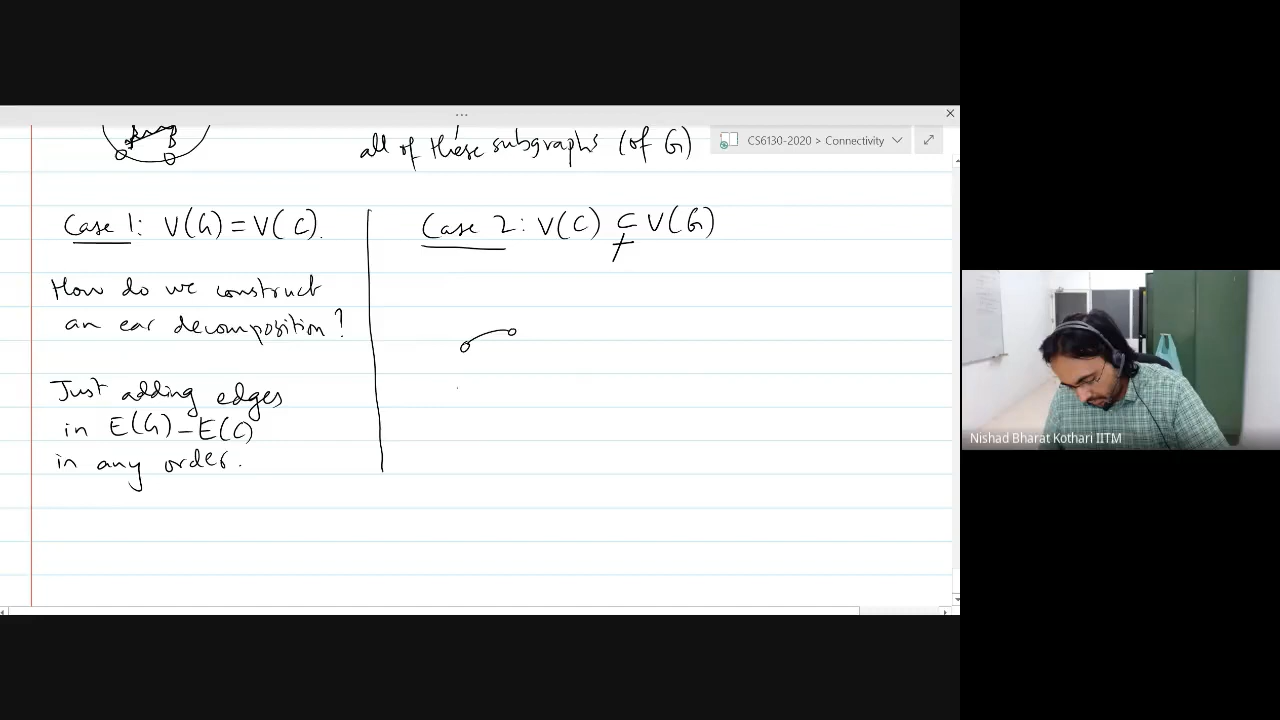 all of these subgraphs (of G)
CS6130-2020 > Connectivity
Case 1: V(G) = V(C).
How do we construct
an ear decomposition?
Just adding edges
in E(G) - E(C)
in any order.
Case 2: V(C) ⊊ V(G)
Nishad Bharat Kothari IITM